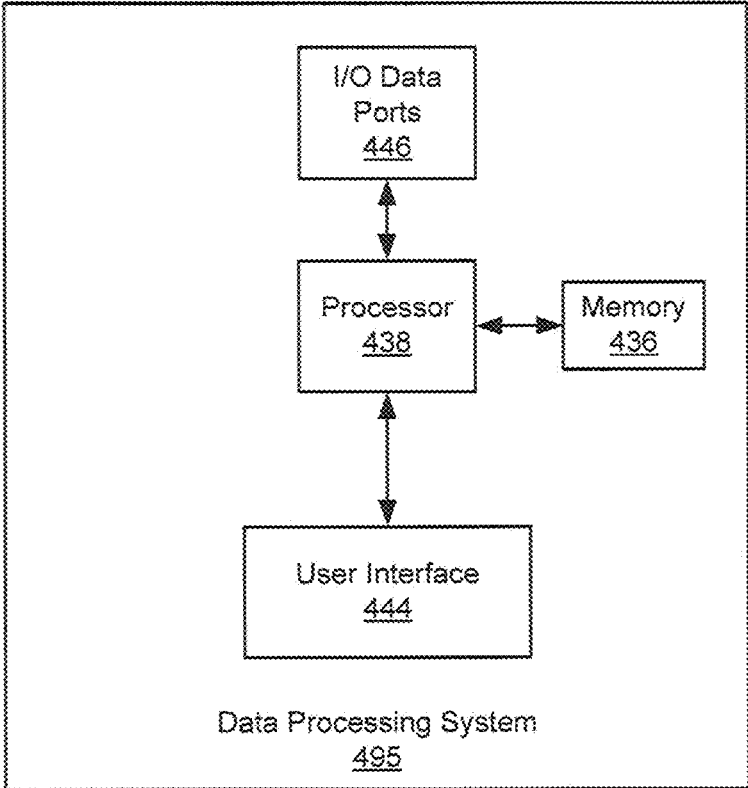 I/O Data
Ports
446
Processor
438
Memory
436
User Interface
444
Data Processing System
495